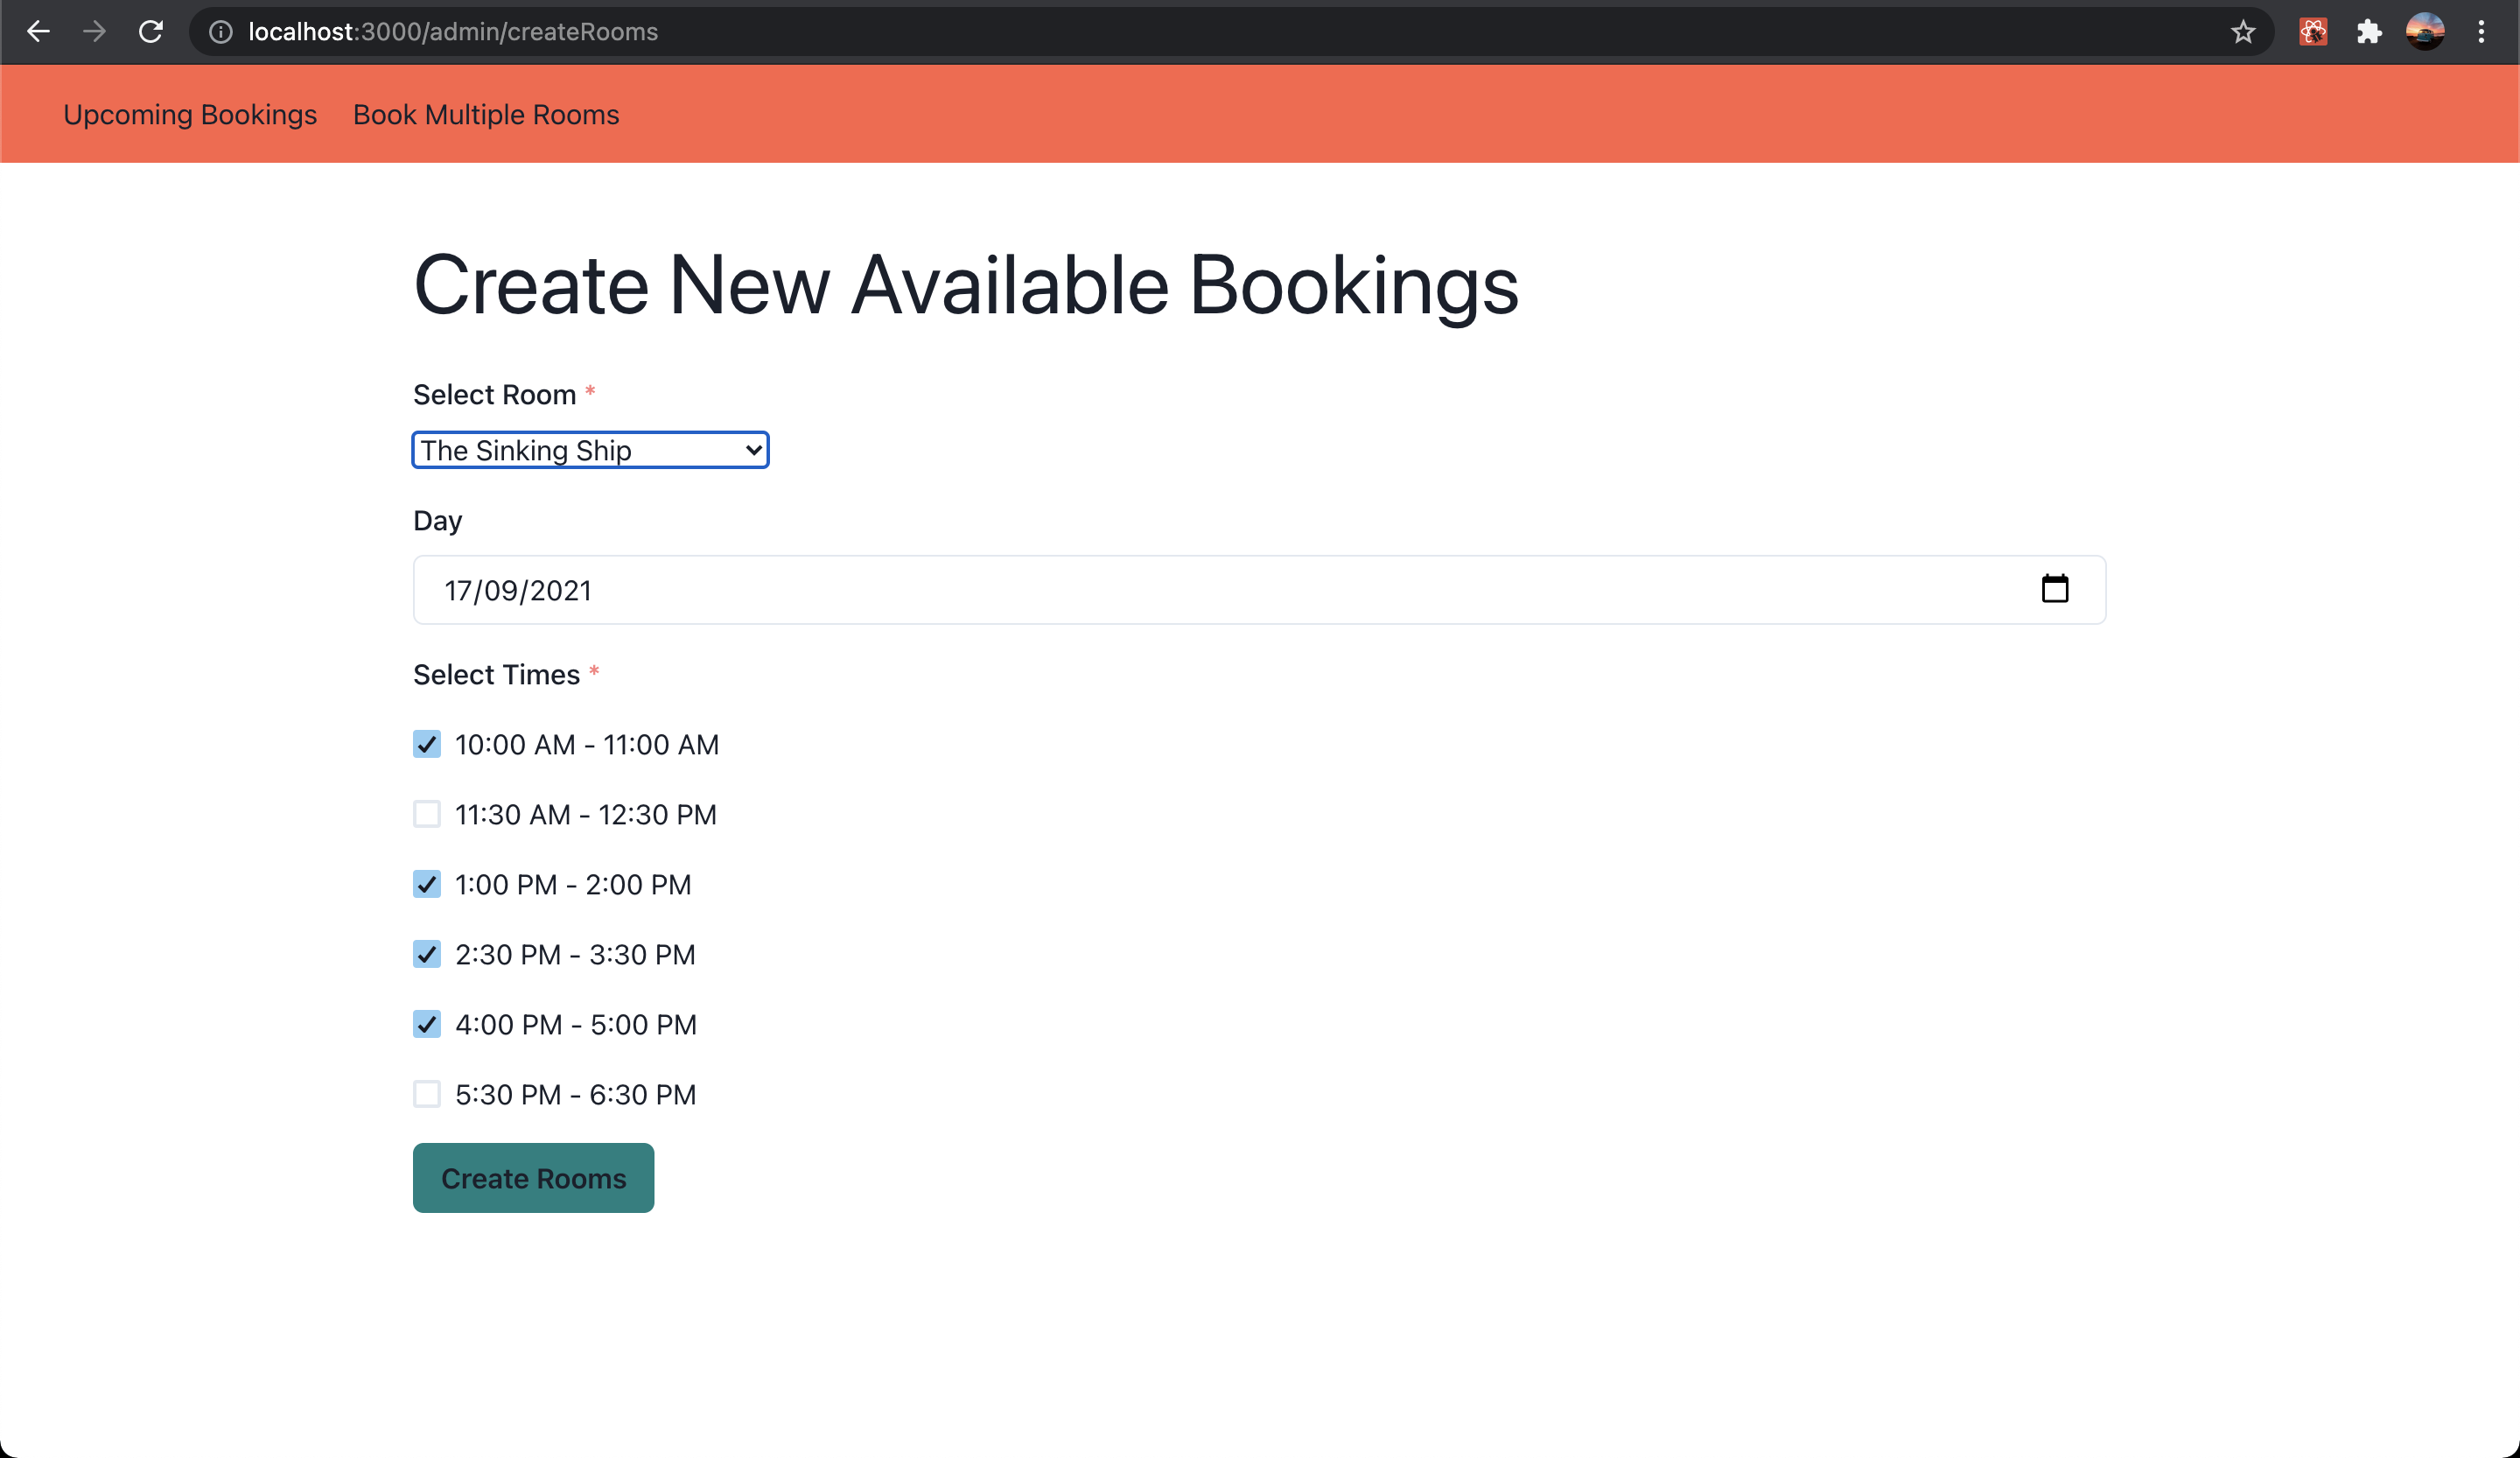 localhost:3000/admin/createRooms
Upcoming Bookings Book Multiple Rooms
Create New Available Bookings
Select Room *
The Sinking Ship
Day
17/09/2021
Select Times *
10:00 AM - 11:00 AM
11:30 AM - 12:30 PM
1:00 PM - 2:00 PM
2:30 PM - 3:30 PM
4:00 PM - 5:00 PM
5:30 PM - 6:30 PM
Create Rooms